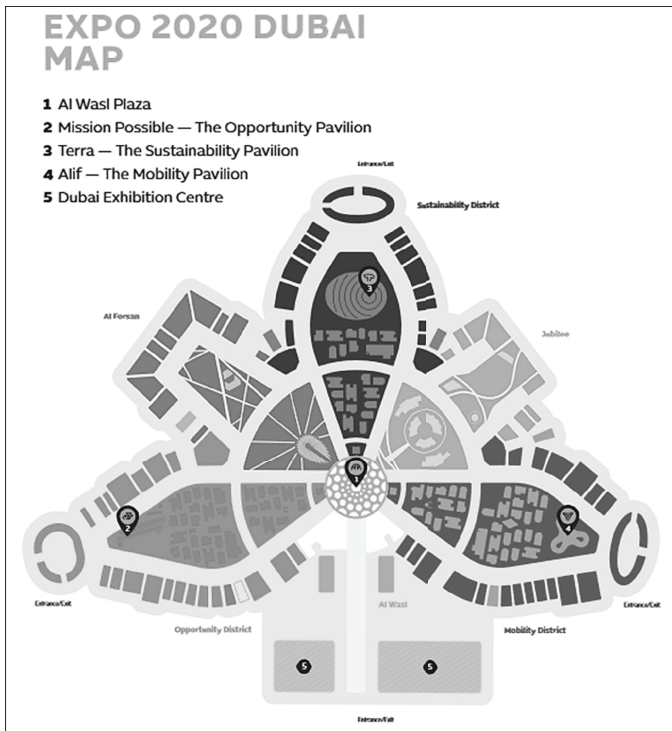 EXPO 2020 DUBAI
MAP
1 Al Wasl Plaza
2 Mission Possible — The Opportunity Pavilion
3 Terra — The Sustainability Pavilion
4 Alif — The Mobility Pavilion
5 Dubai Exhibition Centre
Entrance/Exit
Sustainability District
3
Al Forsan
Jubilee
1
2
4
Entrance/Exit
Al Wasl
Entrance/Exit
Opportunity District
Mobility District
5
5
Entrance/Exit